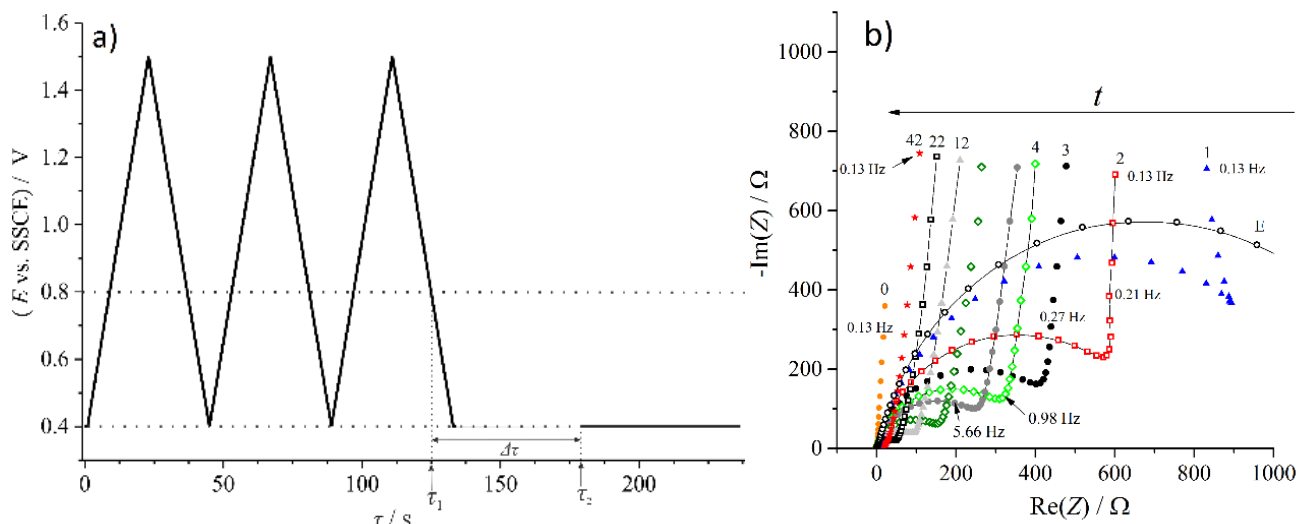 a)
( E vs. SSCE) / V
1.6
1.4
1.2
1.0
0.8
0.6
0.4
0
50
100
150
200
Δτ
τ₁
τ₂
τ / s
b)
-Im(Z) / Ω
1000
800
600
400
200
0
0
200
400
600
800
1000
Re(Z) / Ω
t
42
22
12
4
3
2
1
0.13 Hz
0.13 Hz
0.13 Hz
E
0
0.13 Hz
0.21 Hz
0.27 Hz
0.98 Hz
5.66 Hz